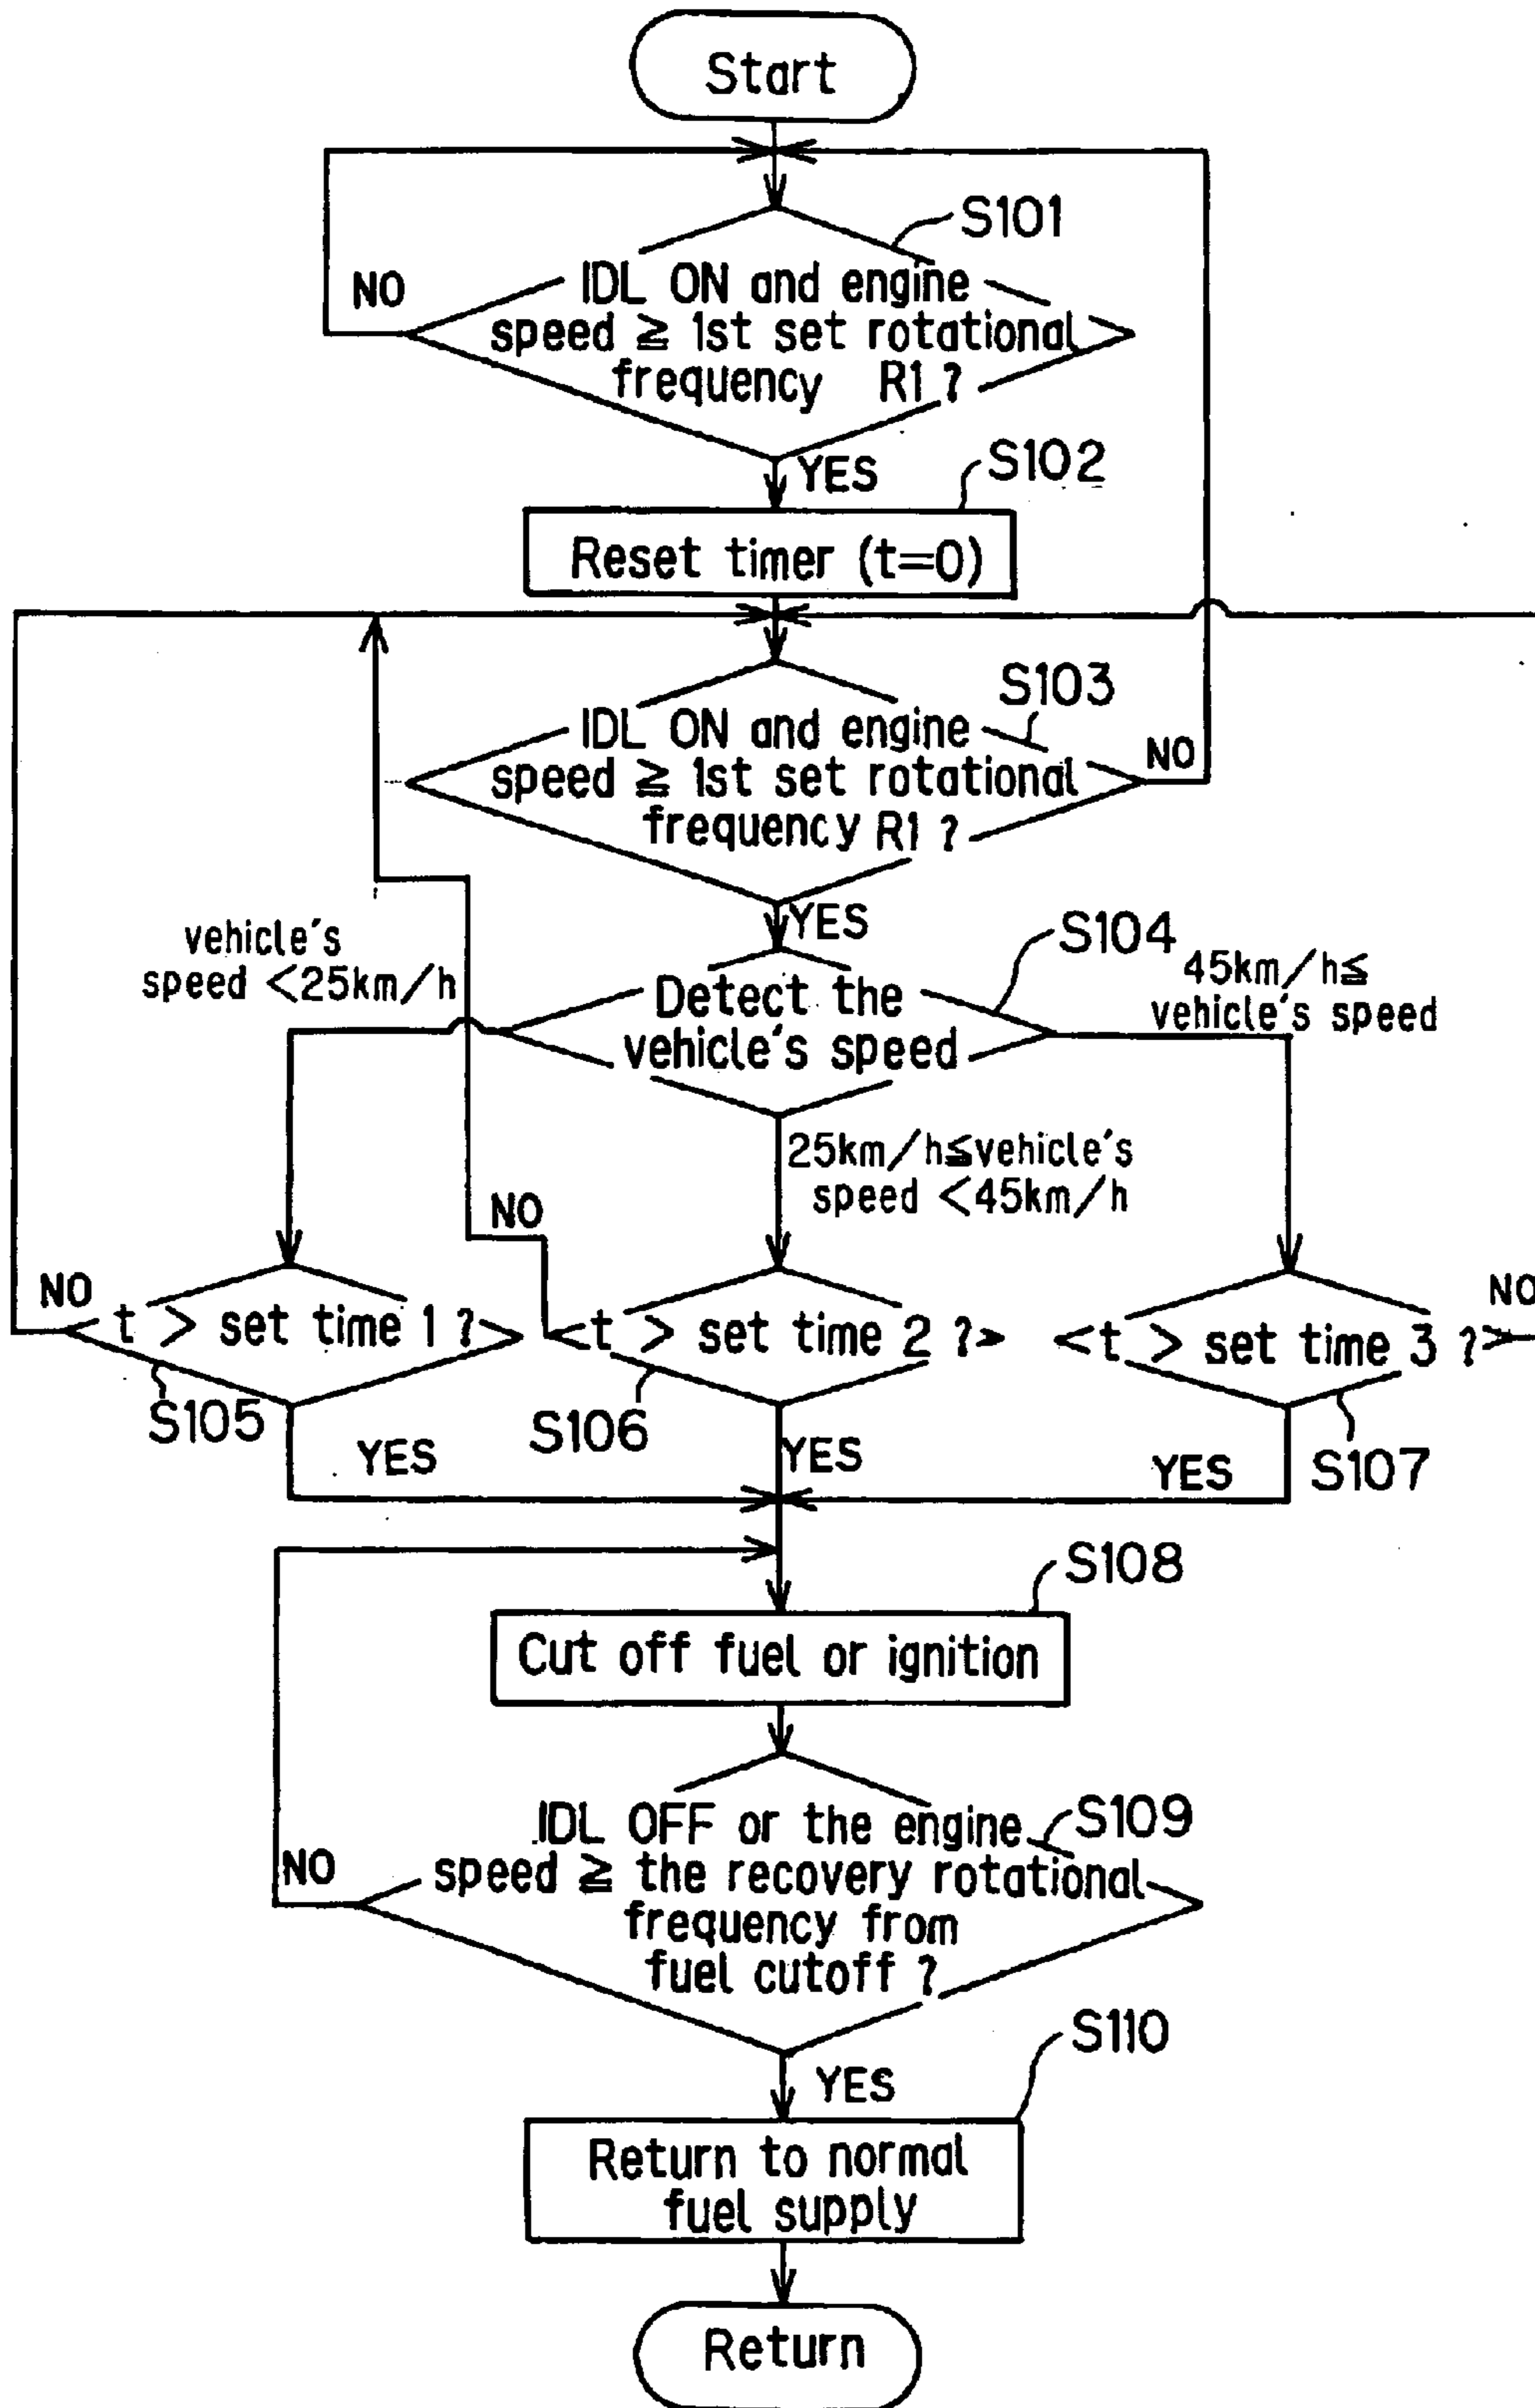 Start
S101
NO
IDL ON and engine
speed ≧ 1st set rotational
frequency R1 ?
YES
S102
Reset timer (t=0)
S103
IDL ON and engine
speed ≧ 1st set rotational
frequency R1 ?
NO
YES
S104
vehicle's
speed <25km/h
Detect the
vehicle's speed
45km/h≦
vehicle's speed
25km/h≦vehicle's
speed <45km/h
NO
NO
t > set time 1 ?
t > set time 2 ?
t > set time 3 ?
NO
S105
S106
S107
YES
YES
YES
S108
Cut off fuel or ignition
S109
IDL OFF or the engine
speed ≧ the recovery rotational
frequency from
fuel cutoff ?
NO
YES
S110
Return to normal
fuel supply
Return